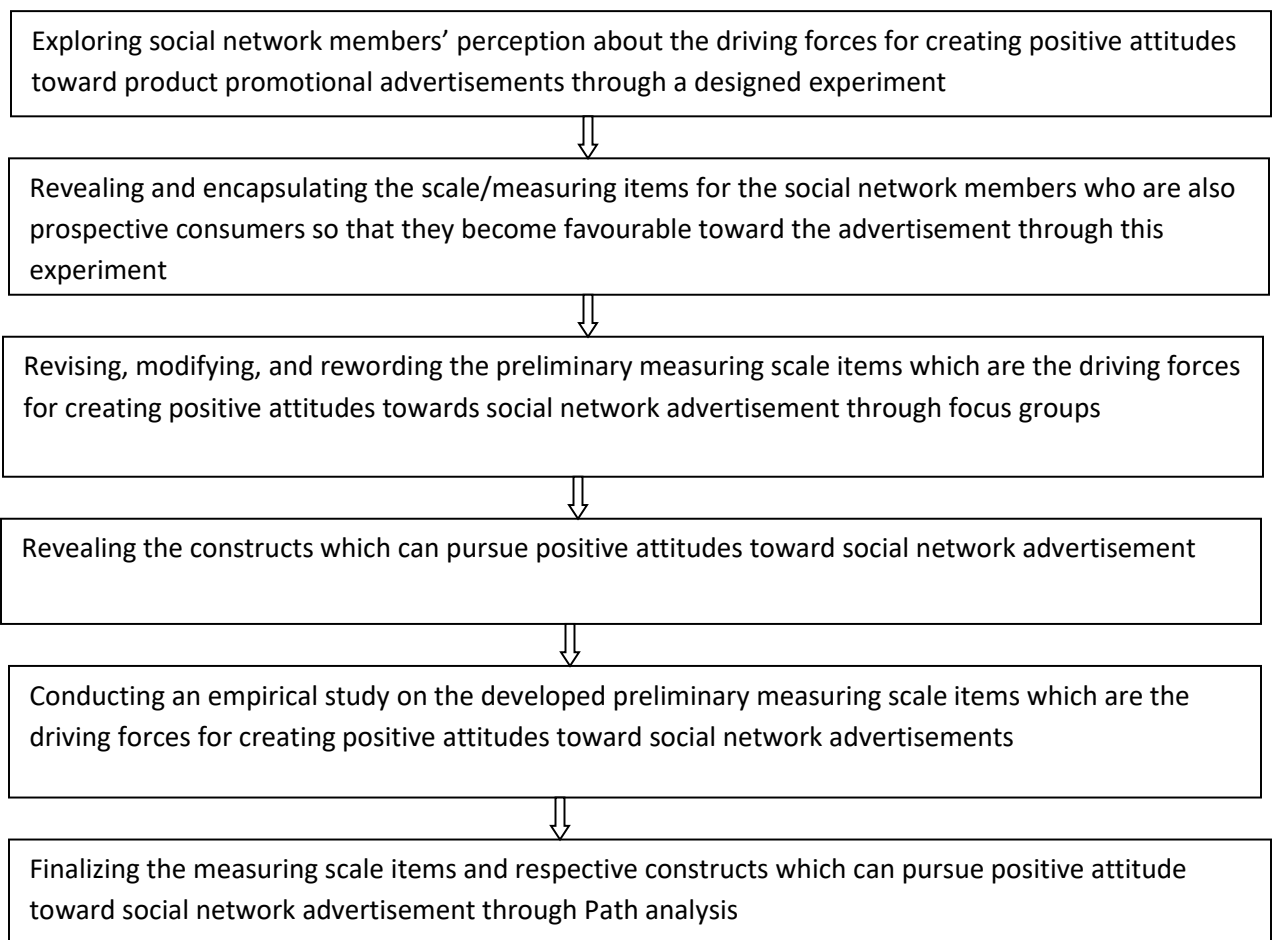 Exploring social network members’ perception about the driving forces for creating positive attitudes
toward product promotional advertisements through a designed experiment
Revealing and encapsulating the scale/measuring items for the social network members who are also
prospective consumers so that they become favourable toward the advertisement through this
experiment
Revising, modifying, and rewording the preliminary measuring scale items which are the driving forces
for creating positive attitudes towards social network advertisement through focus groups
Revealing the constructs which can pursue positive attitudes toward social network advertisement
Conducting an empirical study on the developed preliminary measuring scale items which are the
driving forces for creating positive attitudes toward social network advertisements
Finalizing the measuring scale items and respective constructs which can pursue positive attitude
toward social network advertisement through Path analysis